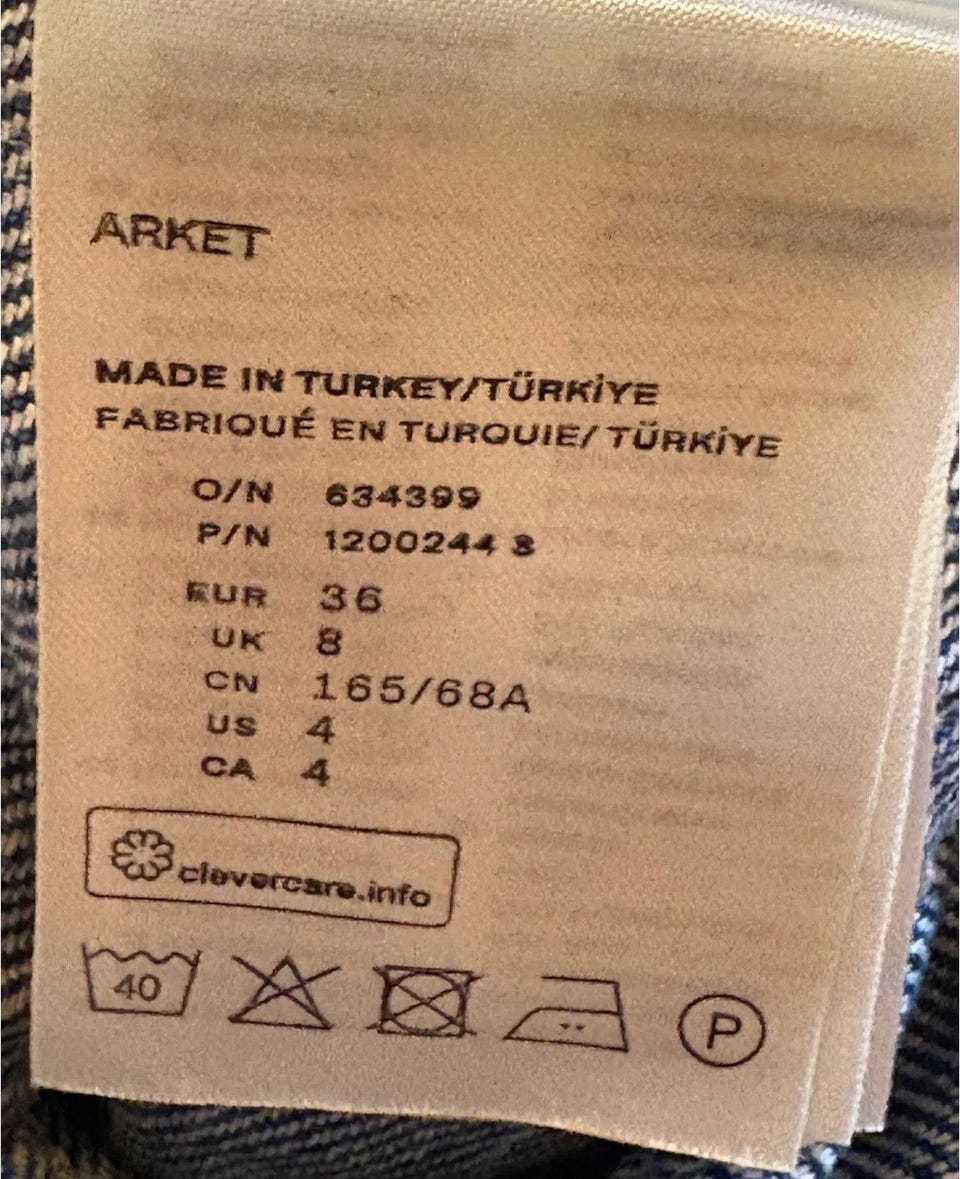 ARKET
MADE IN TURKEY/TÜRKİYE
FABRIQUÉ EN TURQUIE/ TÜRKİYE
O/N 634399
P/N 1200244 8
EUR 36
UK 8
CN 165/68A
US 4
CA 4
clevercare.info
40
P